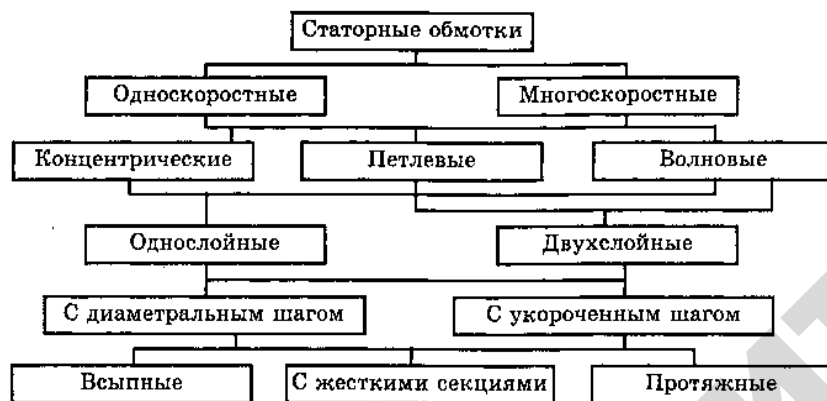 Статорные обмотки
Односкоростные Многоскоростные
Концентрические Петлевые Волновые
Однослойные Двухслойные
С диаметральным шагом С укороченным шагом
Всыпные С жесткими секциями Протяжные